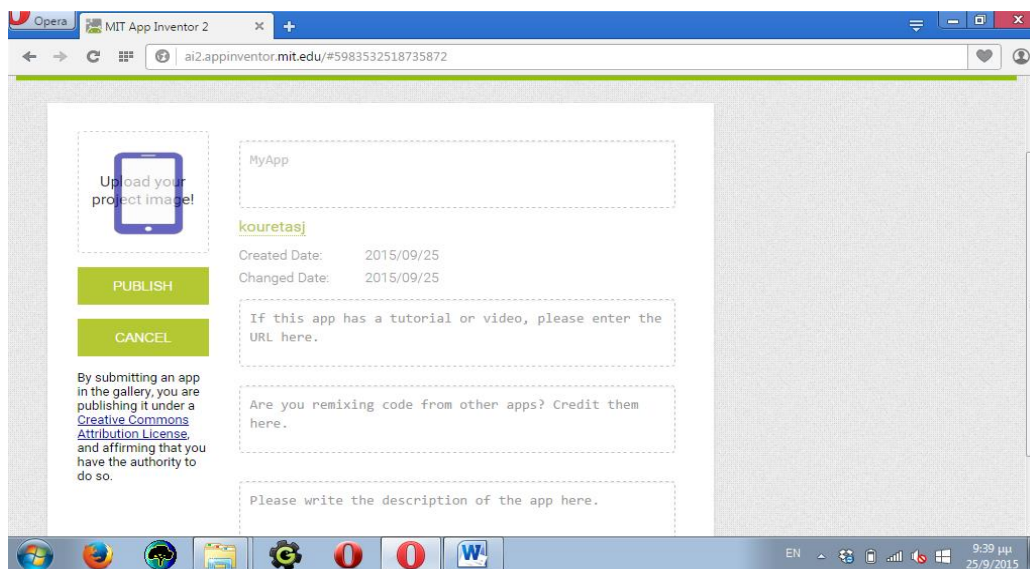 Opera
MIT App Inventor 2
ai2.appinventor.mit.edu/#5983532518735872
Upload your
project image!
PUBLISH
CANCEL
By submitting an app
in the gallery, you are
publishing it under a
Creative Commons
Attribution License,
and affirming that you
have the authority to
do so.
MyApp
kouretasj
Created Date: 2015/09/25
Changed Date: 2015/09/25
If this app has a tutorial or video, please enter the
URL here.
Are you remixing code from other apps? Credit them
here.
Please write the description of the app here.
W
EN
9:39 μμ
25/9/2015